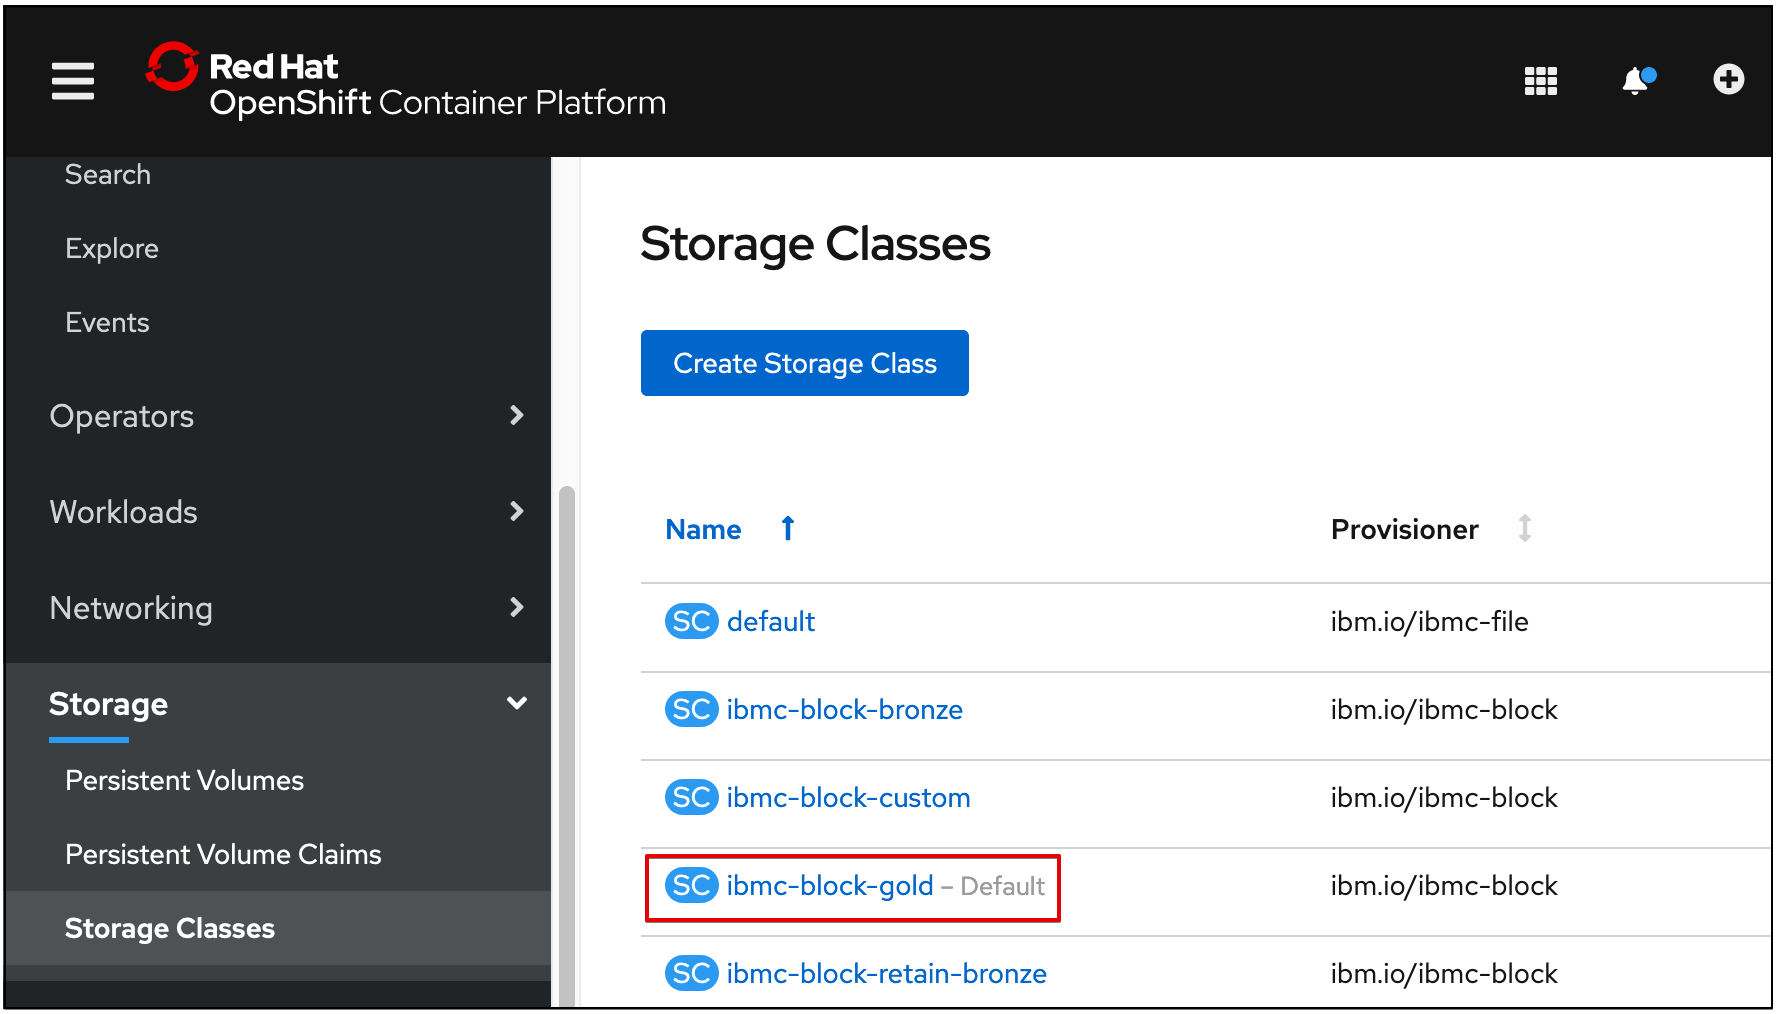 Red Hat
OpenShift Container Platform
Search
Explore
Events
Operators
Workloads
Networking
Storage
Persistent Volumes
Persistent Volume Claims
Storage Classes
Storage Classes
Create Storage Class
Name Provisioner
SC default ibm.io/ibmc-file
SC ibmc-block-bronze ibm.io/ibmc-block
SC ibmc-block-custom ibm.io/ibmc-block
SC ibmc-block-gold – Default ibm.io/ibmc-block
SC ibmc-block-retain-bronze ibm.io/ibmc-block